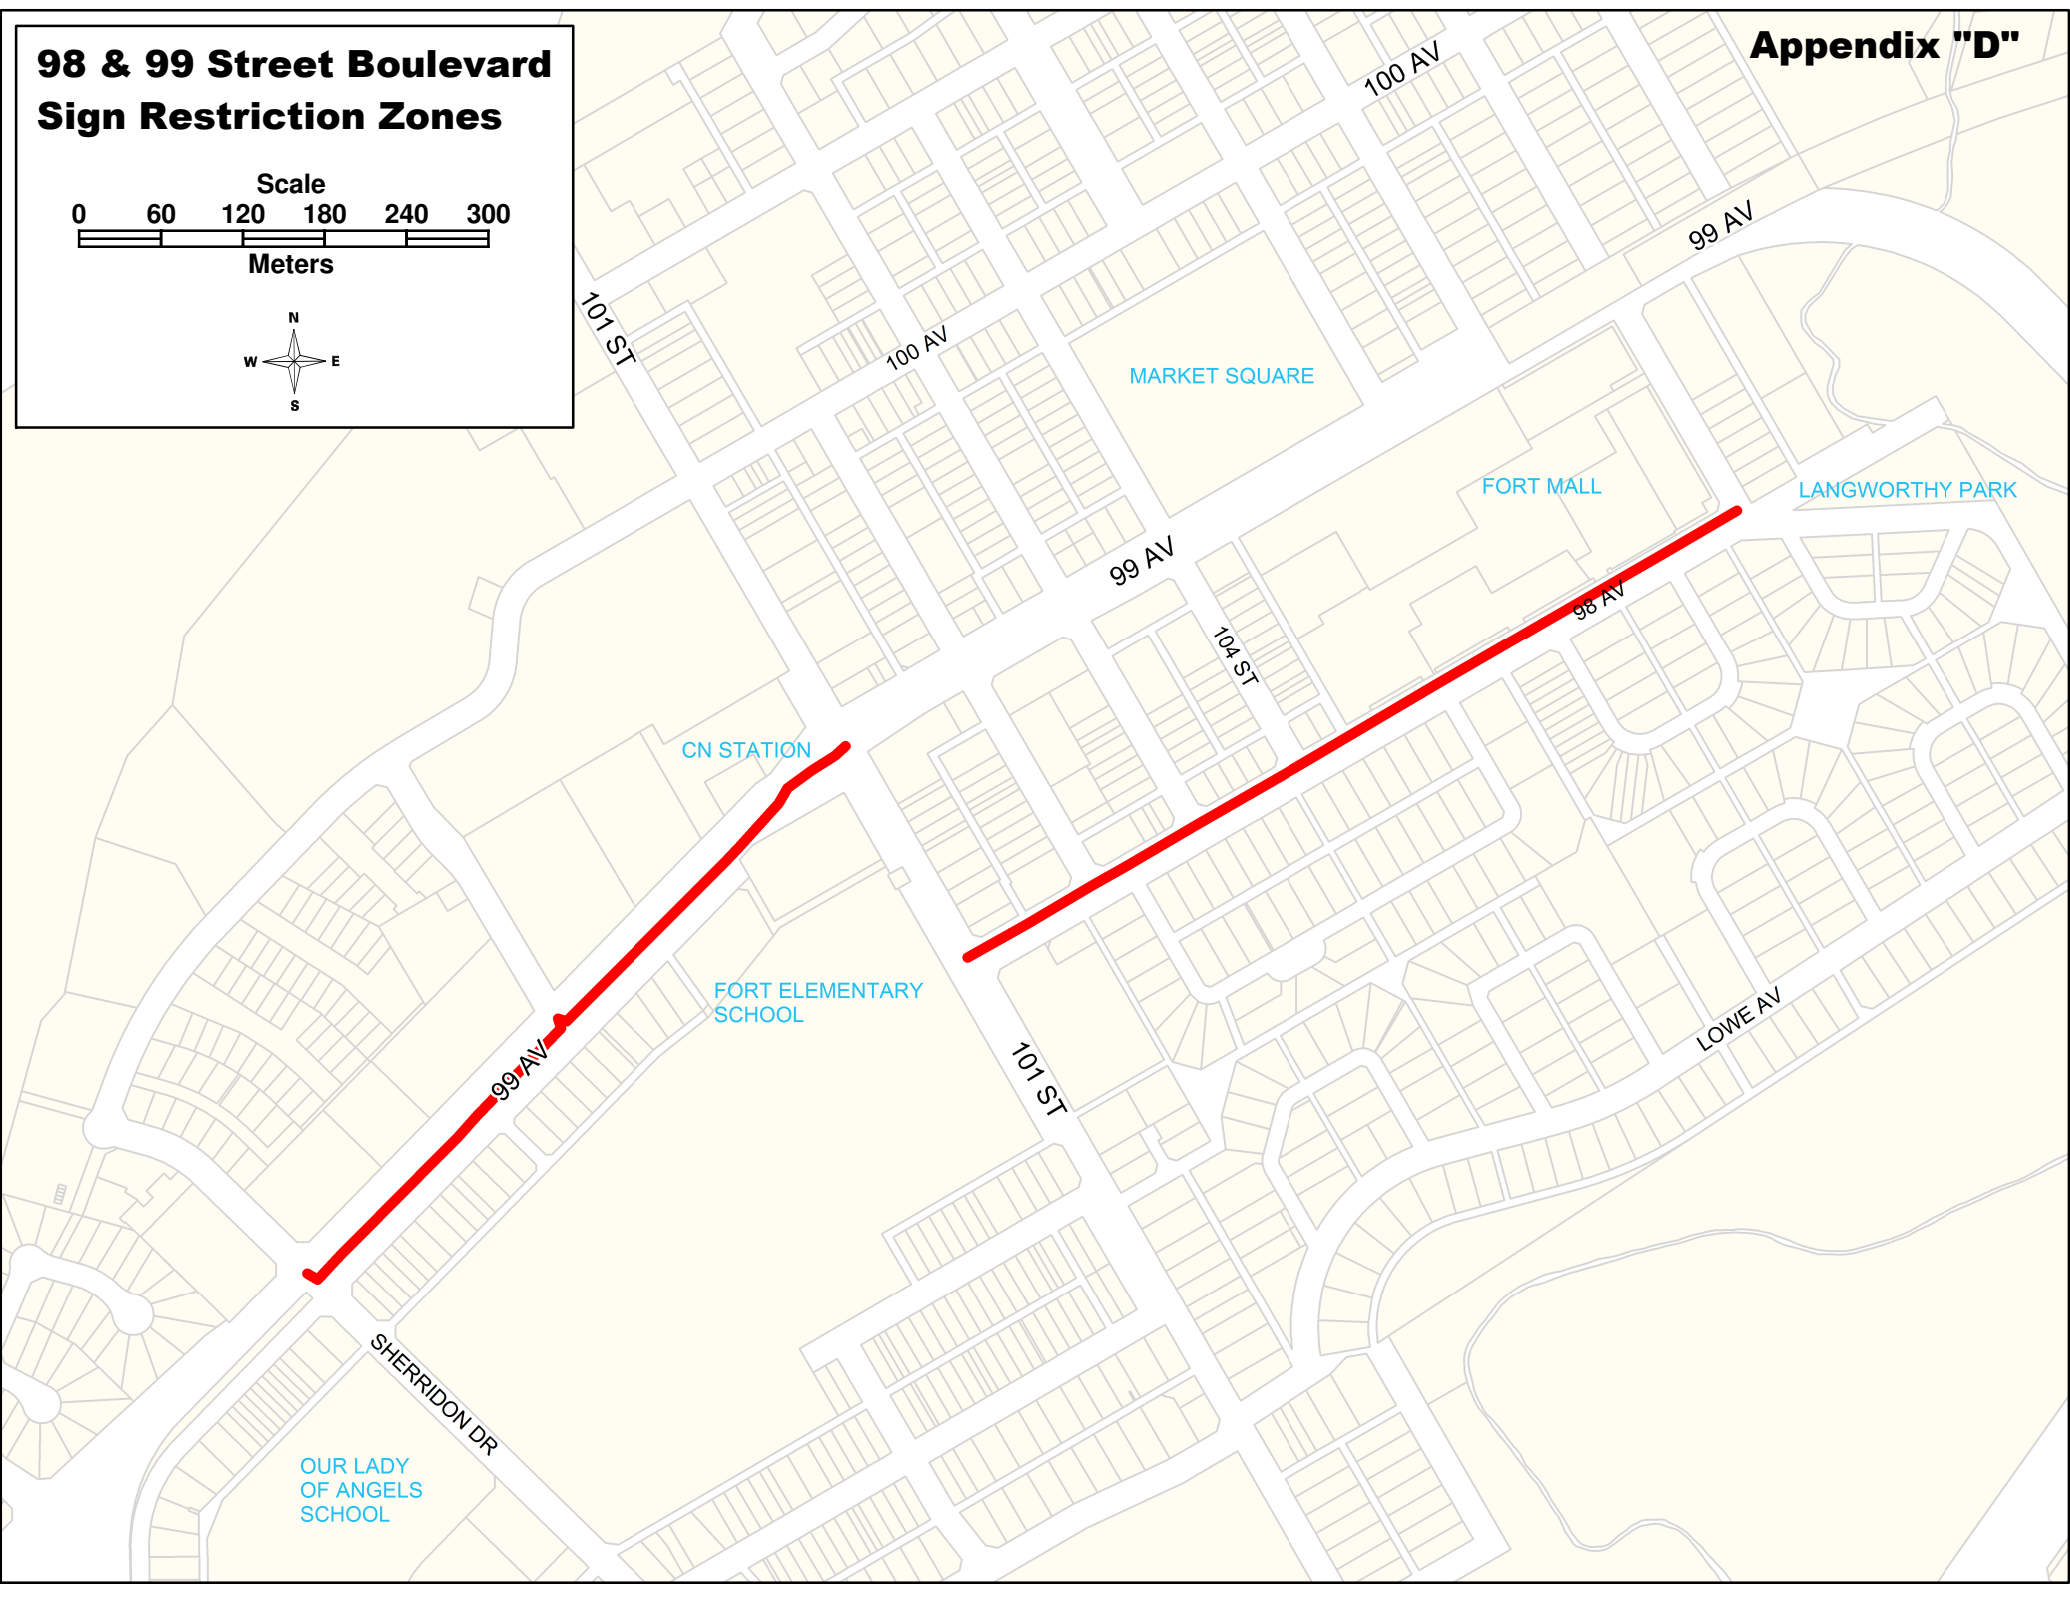 98 & 99 Street Boulevard
Sign Restriction Zones
Scale
0 60 120 180 240 300
Meters
N
W E
S
Appendix "D"
100 AV
99 AV
101 ST
100 AV
MARKET SQUARE
FORT MALL
LANGWORTHY PARK
99 AV
98 AV
104 ST
CN STATION
FORT ELEMENTARY
SCHOOL
LOWE AV
99 AV
101 ST
SHERRIDON DR
OUR LADY
OF ANGELS
SCHOOL